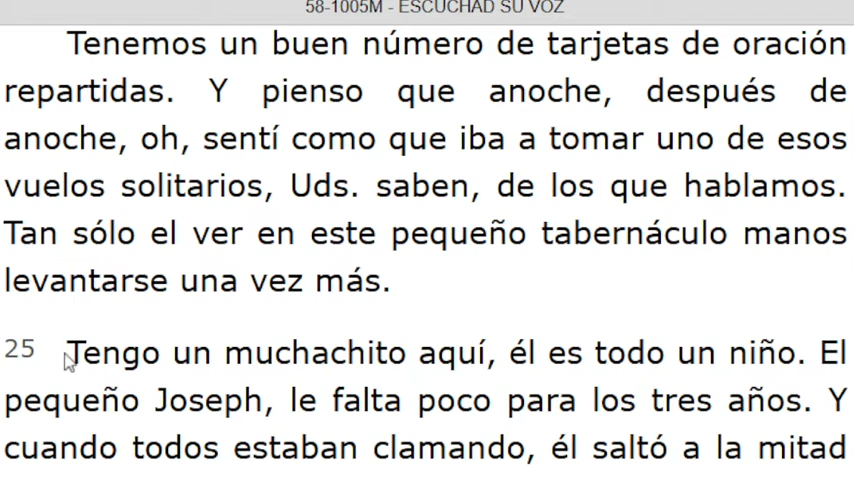 58-1005M - ESCUCHAD SU VOZ
Tenemos un buen número de tarjetas de oración
repartidas. Y pienso que anoche, después de
anoche, oh, sentí como que iba a tomar uno de esos
vuelos solitarios, Uds. saben, de los que hablamos.
Tan sólo el ver en este pequeño tabernáculo manos
levantarse una vez más.
25 Tengo un muchachito aquí, él es todo un niño. El
pequeño Joseph, le falta poco para los tres años. Y
cuando todos estaban clamando, él saltó a la mitad